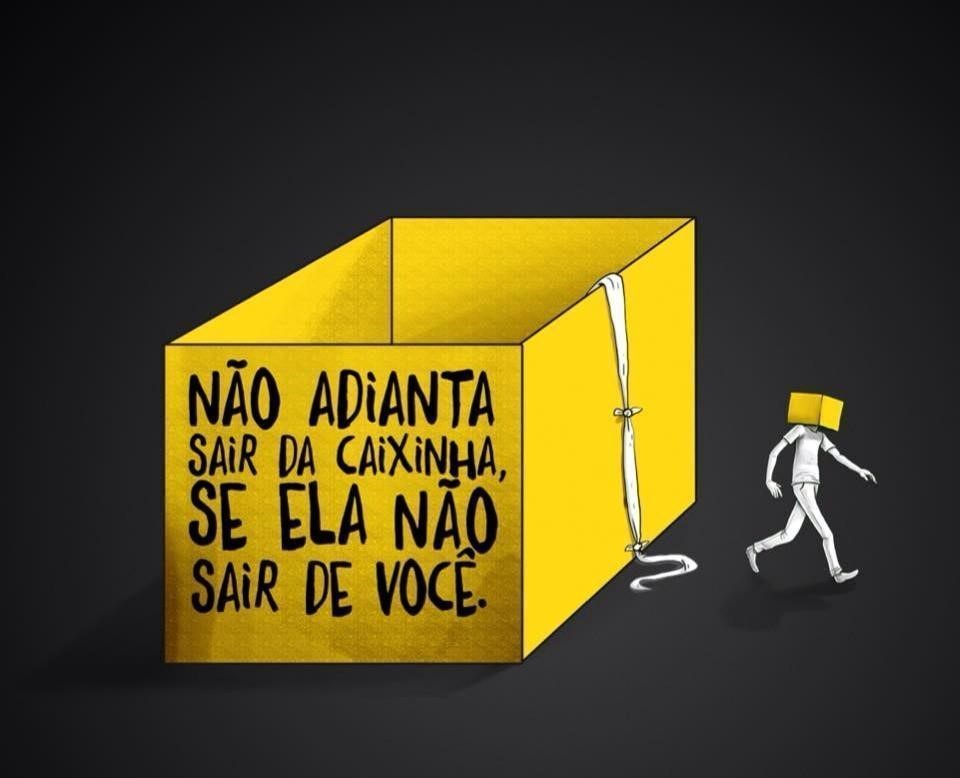 NÃO ADIANTA
SAIR DA CAIXINHA,
SE ELA NÃO
SAIR DE VOCÊ.